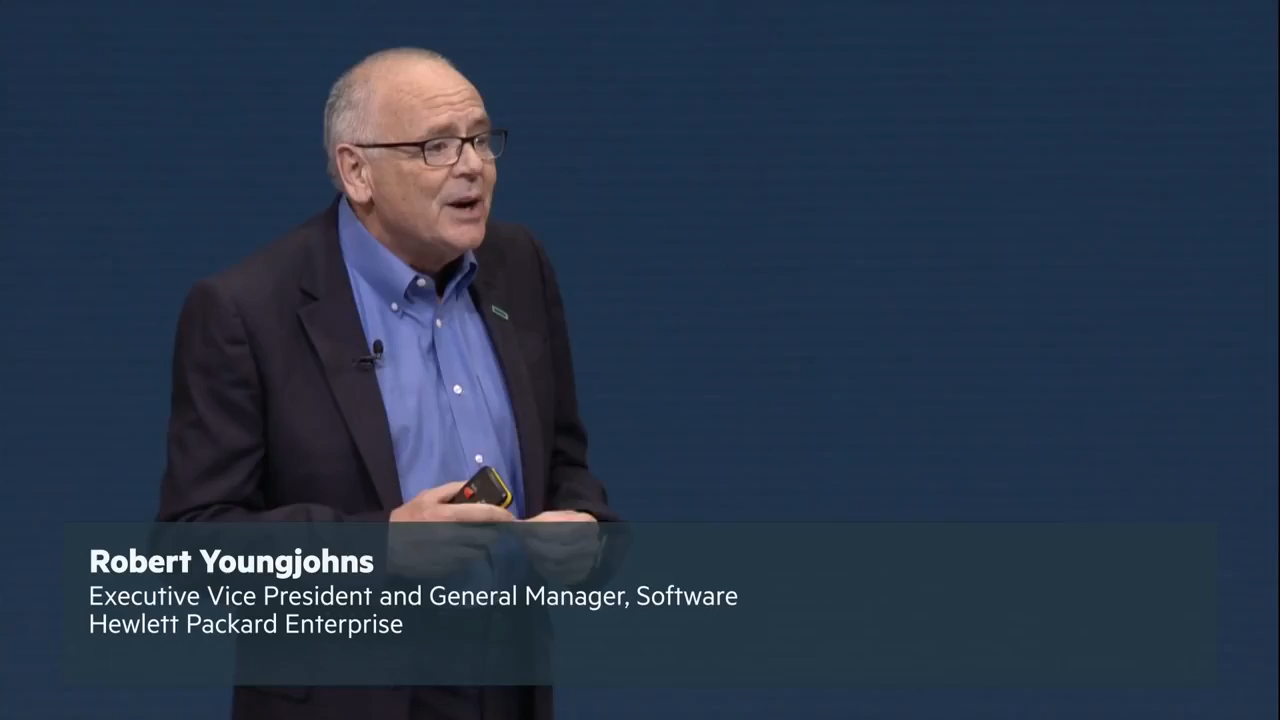 Robert Youngjohns
Executive Vice President and General Manager, Software
Hewlett Packard Enterprise